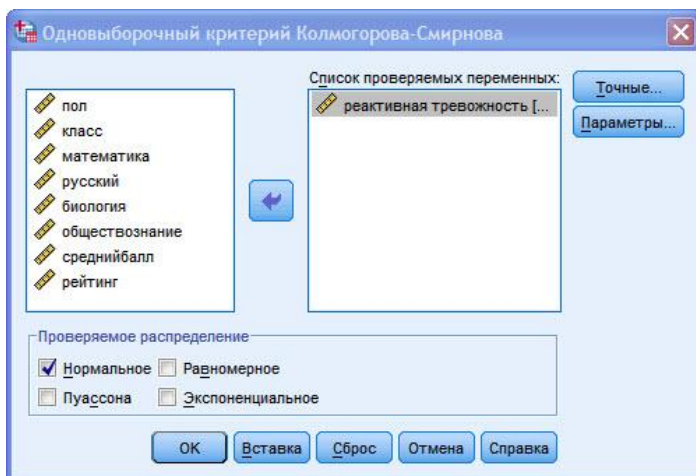 Одновыборочный критерий Колмогорова-Смирнова
Список проверяемых переменных:
пол
класс
математика
русский
биология
обществознание
среднийбалл
рейтинг
реактивная тревожность [...
Точные...
Параметры...
Проверяемое распределение
Нормальное Равномерное
Пуассона Экспоненциальное
ОК Вставка Сброс Отмена Справка